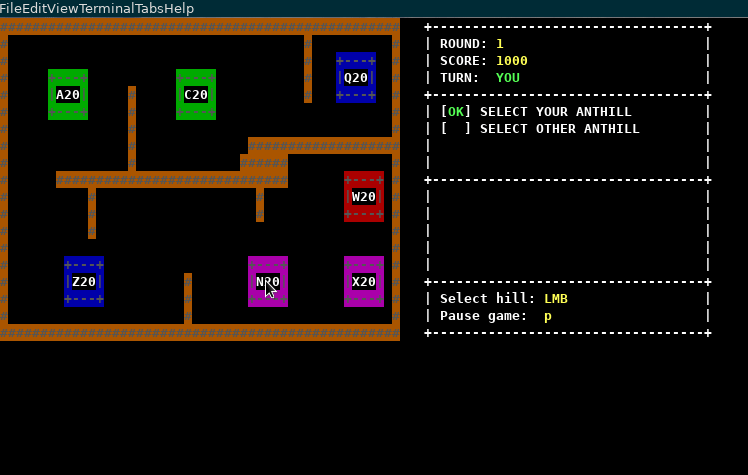 FileEditViewTerminalTabsHelp
ROUND: 1
SCORE: 1000
Q20
TURN: YOU
A20
C20
[OK] SELECT YOUR ANTHILL
[ ] SELECT OTHER ANTHILL
W20
Z20
X20
Select hill: LMB
Pause game: p